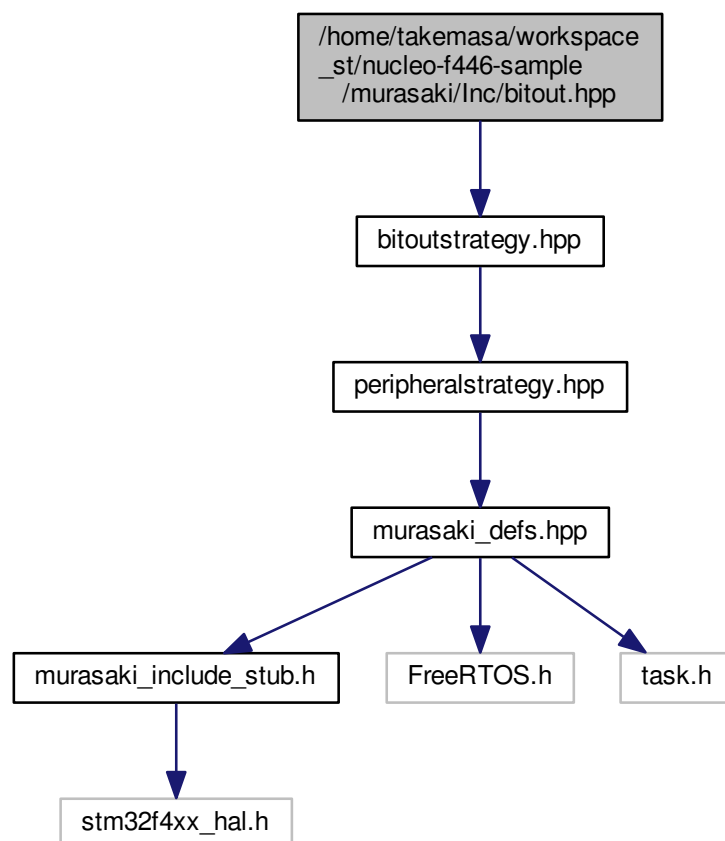 /home/takemasa/workspace
_st/nucleo-f446-sample
/murasaki/Inc/bitout.hpp
bitoutstrategy.hpp
peripheralstrategy.hpp
murasaki_defs.hpp
murasaki_include_stub.h
FreeRTOS.h
task.h
stm32f4xx_hal.h